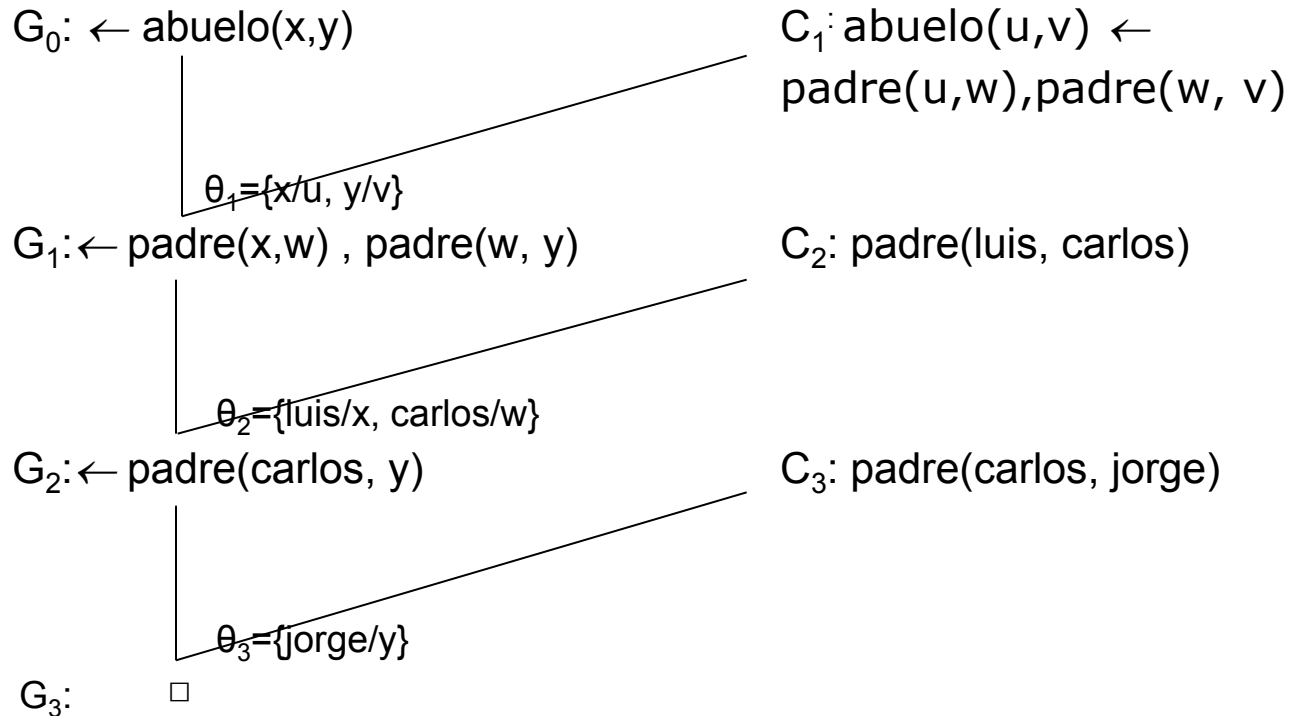 G₀: ← abuelo(x,y)
C₁: abuelo(u,v) ←
padre(u,w),padre(w, v)
θ₁={x/u, y/v}
G₁:← padre(x,w) , padre(w, y)
C₂: padre(luis, carlos)
θ₂={luis/x, carlos/w}
G₂:← padre(carlos, y)
C₃: padre(carlos, jorge)
θ₃={jorge/y}
G₃: □